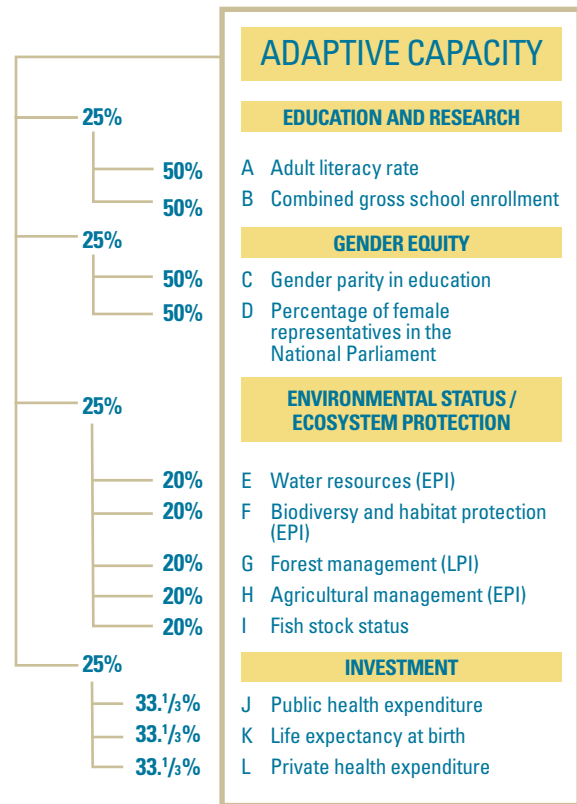 ADAPTIVE CAPACITY
25% EDUCATION AND RESEARCH
50% A Adult literacy rate
50% B Combined gross school enrollment
25% GENDER EQUITY
50% C Gender parity in education
50% D Percentage of female
representatives in the
National Parliament
25% ENVIRONMENTAL STATUS /
ECOSYSTEM PROTECTION
20% E Water resources (EPI)
20% F Biodiversy and habitat protection
(EPI)
20% G Forest management (LPI)
20% H Agricultural management (EPI)
20% I Fish stock status
25% INVESTMENT
33.1/3% J Public health expenditure
33.1/3% K Life expectancy at birth
33.1/3% L Private health expenditure